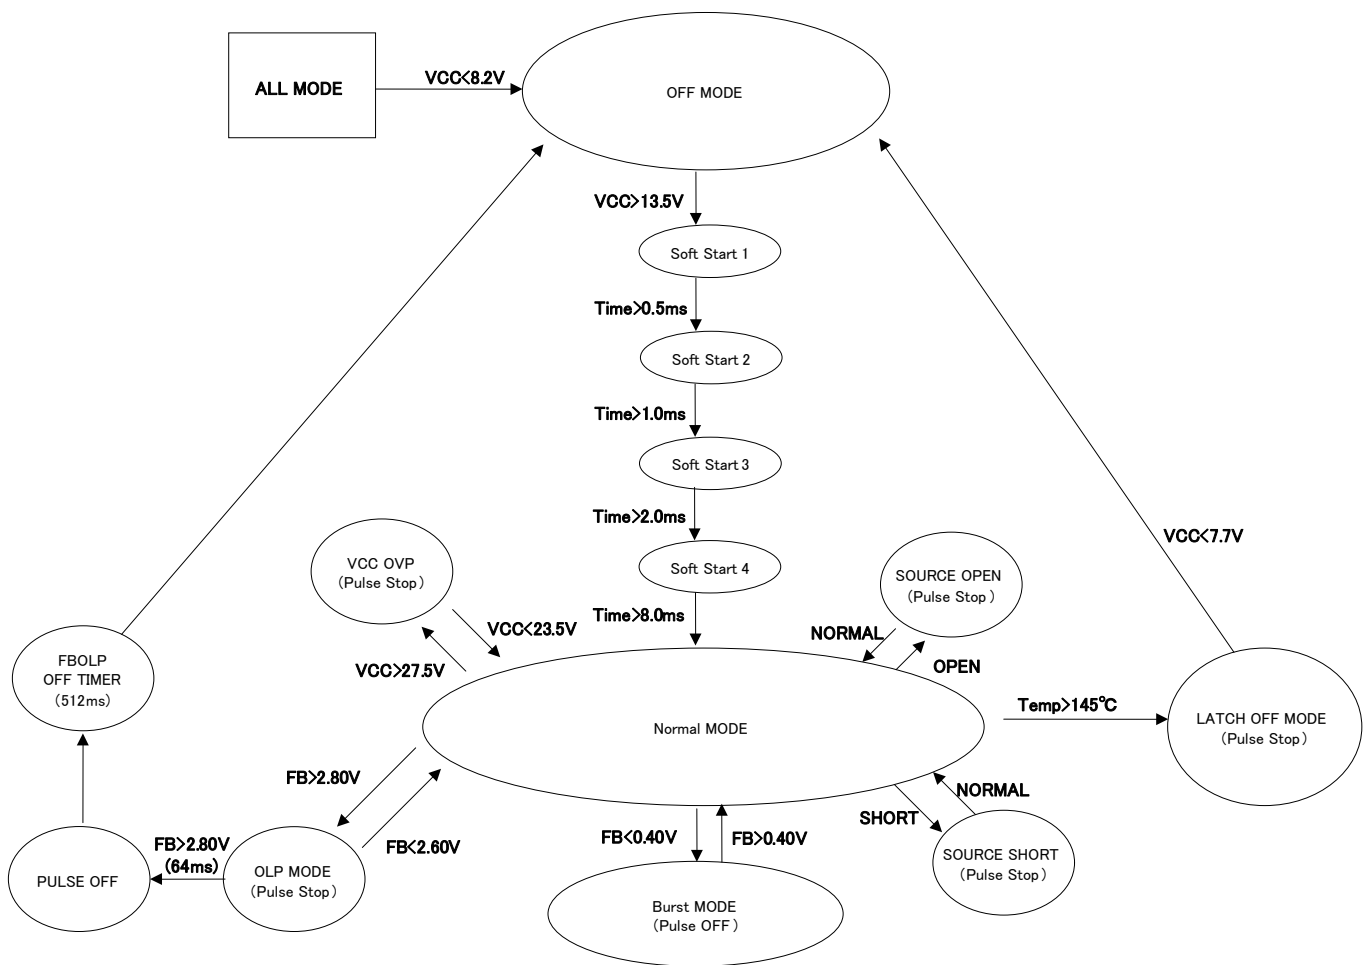 ALL MODE
VCC<8.2V
OFF MODE
VCC>13.5V
Soft Start 1
Time>0.5ms
Soft Start 2
Time>1.0ms
Soft Start 3
Time>2.0ms
Soft Start 4
Time>8.0ms
VCC OVP
(Pulse Stop)
VCC<23.5V
VCC>27.5V
SOURCE OPEN
(Pulse Stop)
NORMAL
OPEN
VCC<7.7V
FBOLP
OFF TIMER
(512ms)
Normal MODE
Temp>145℃
LATCH OFF MODE
(Pulse Stop)
FB>2.80V
FB<2.60V
FB>2.80V
(64ms)
PULSE OFF
OLP MODE
(Pulse Stop)
FB<0.40V
FB>0.40V
Burst MODE
(Pulse OFF)
SHORT
NORMAL
SOURCE SHORT
(Pulse Stop)